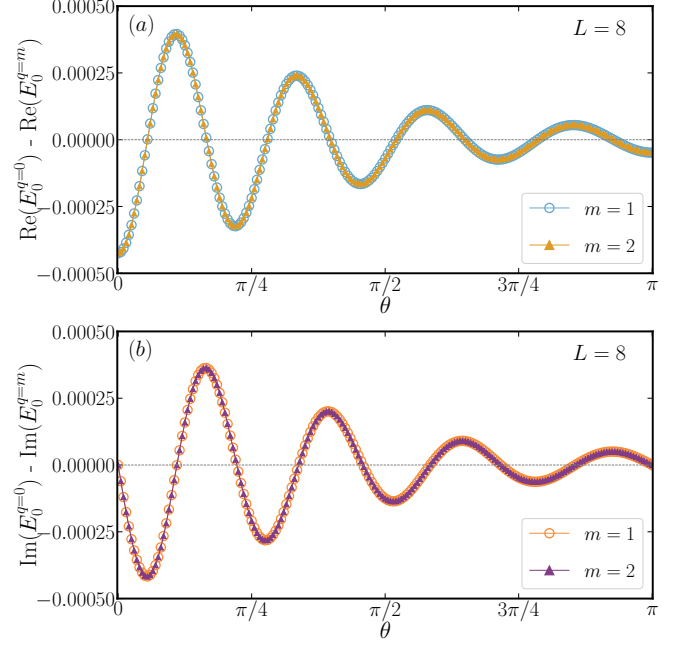 (a)
L = 8
0.00050
0.00025
0.00000
−0.00025
−0.00050
Re(E_0^{q=0}) - Re(E_0^{q=m})
m = 1
m = 2
0 π/4 π/2 3π/4 π
θ
(b)
L = 8
0.00050
0.00025
0.00000
−0.00025
−0.00050
Im(E_0^{q=0}) - Im(E_0^{q=m})
m = 1
m = 2
0 π/4 π/2 3π/4 π
θ